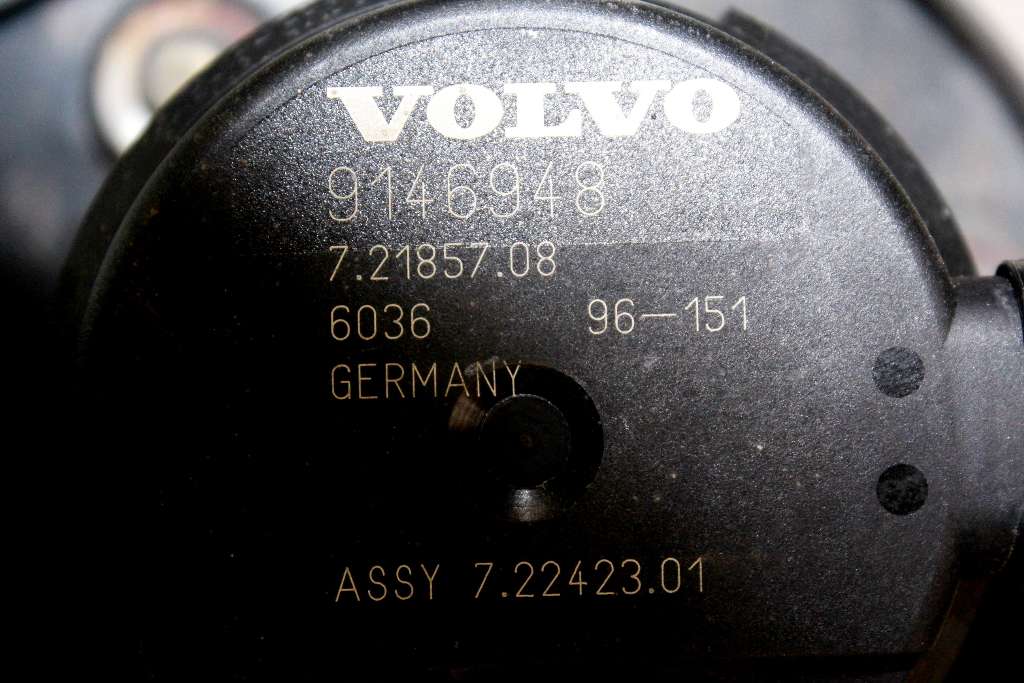 VOLVO
9146948
7.21857.08
6036 96-151
GERMANY
ASSY 7.22423.01